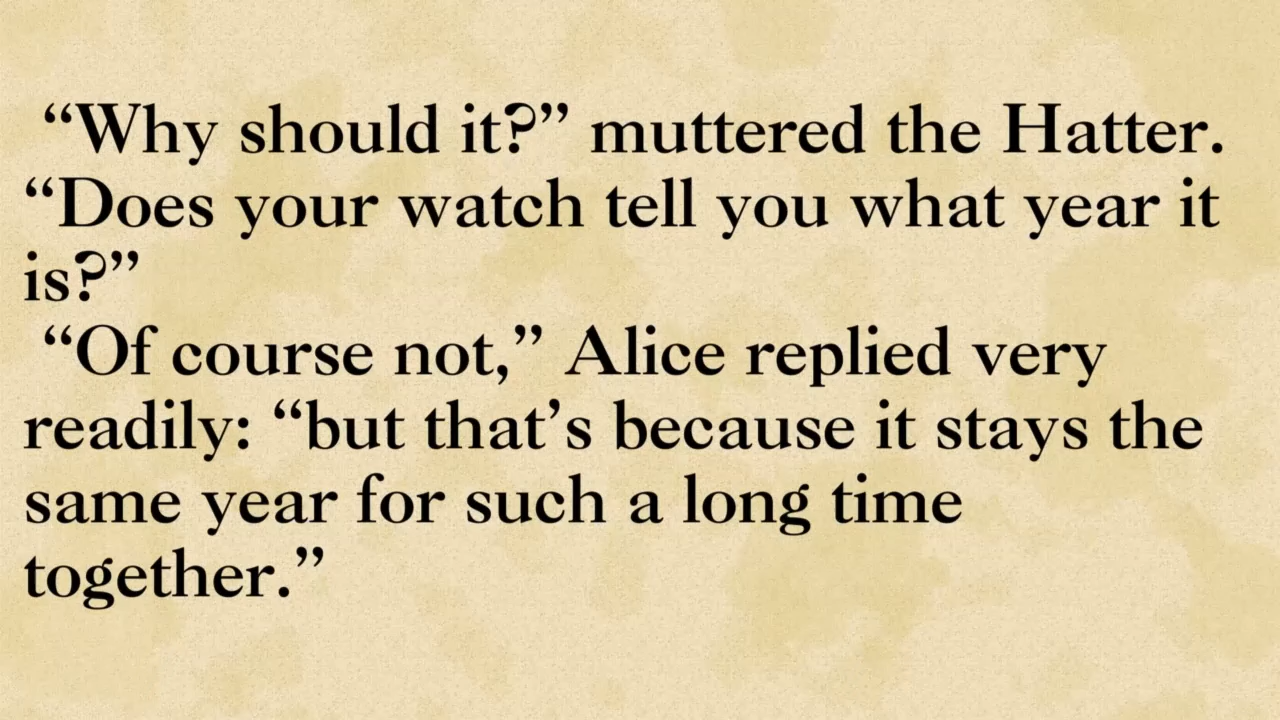 “Why should it?” muttered the Hatter.
“Does your watch tell you what year it
is?”
“Of course not,” Alice replied very
readily: “but that’s because it stays the
same year for such a long time
together.”